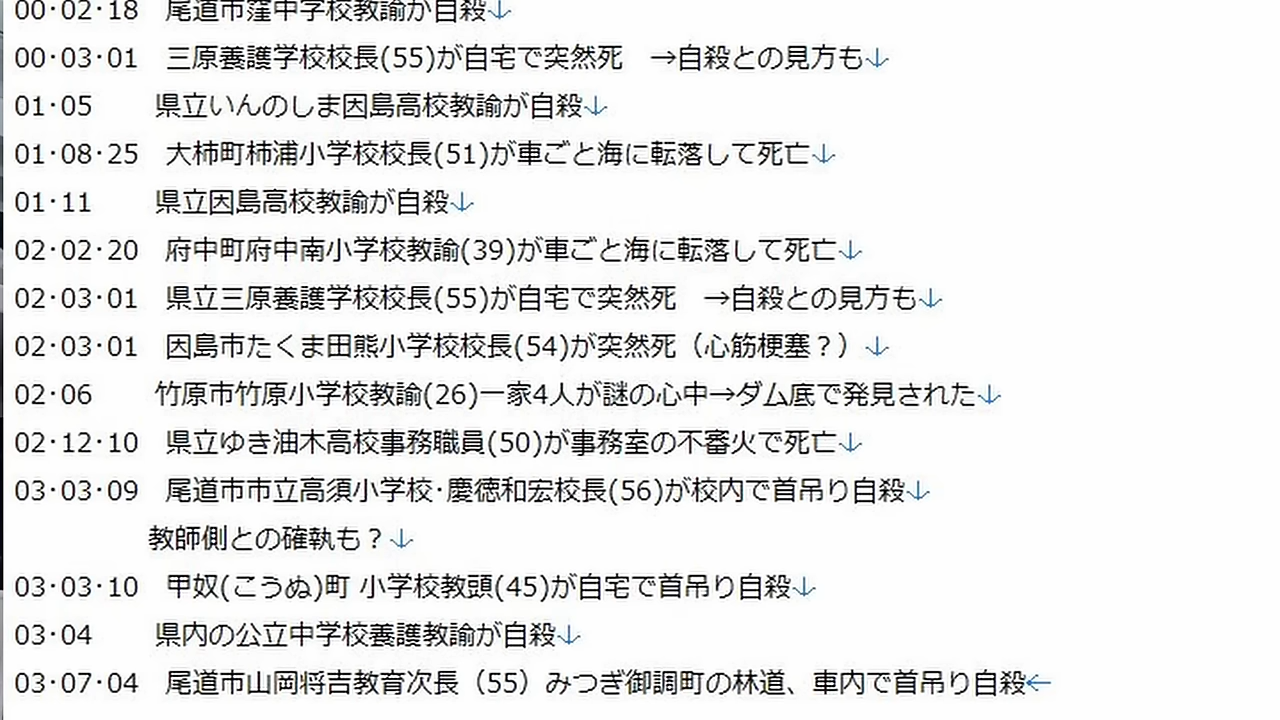 00･02･18　尾道市窪中学校教諭が自殺↓
00･03･01　三原養護学校校長(55)が自宅で突然死　→自殺との見方も↓
01･05　　県立いんのしま因島高校教諭が自殺↓
01･08･25　大柿町柿浦小学校校長(51)が車ごと海に転落して死亡↓
01･11　　県立因島高校教諭が自殺↓
02･02･20　府中町府中南小学校教諭(39)が車ごと海に転落して死亡↓
02･03･01　県立三原養護学校校長(55)が自宅で突然死　→自殺との見方も↓
02･03･01　因島市たくま田熊小学校校長(54)が突然死（心筋梗塞？）↓
02･06　　竹原市竹原小学校教諭(26)一家4人が謎の心中→ダム底で発見された↓
02･12･10　県立ゆき油木高校事務職員(50)が事務室の不審火で死亡↓
03･03･09　尾道市市立高須小学校･慶徳和宏校長(56)が校内で首吊り自殺↓
教師側との確執も？↓
03･03･10　甲奴(こうぬ)町 小学校教頭(45)が自宅で首吊り自殺↓
03･04　　県内の公立中学校養護教諭が自殺↓
03･07･04　尾道市山岡将吉教育次長（55）みつぎ御調町の林道、車内で首吊り自殺←